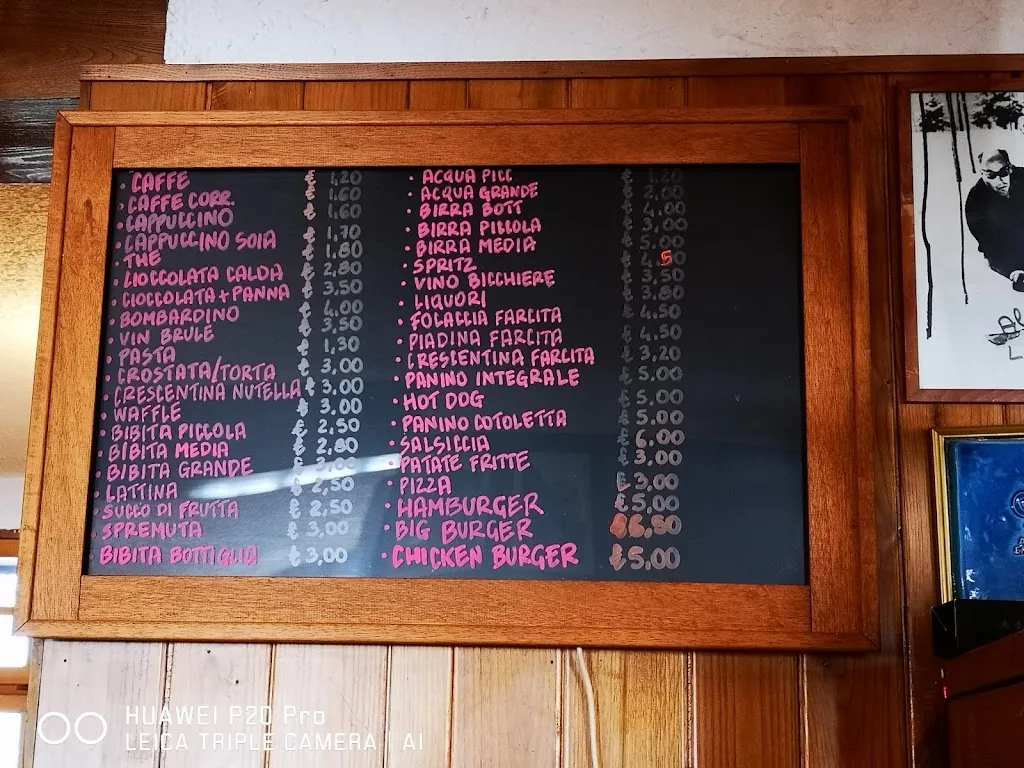 · CAFFE € 1,20
· CAFFE CORR. € 1,60
· CAPPUCCINO € 1,60
· CAPPUCCINO SOIA € 1,70
· THE € 1,80
· CIOCCOLATA CALDA € 2,80
· CIOCCOLATA+PANNA € 3,50
· BOMBARDINO € 4,00
· VIN BRULE € 3,50
· PASTA € 1,30
· CROSTATA/TORTA € 3,00
· CRESCENTINA NUTELLA € 3,00
· WAFFLE € 3,00
· BIBITA PICCOLA € 2,50
· BIBITA MEDIA € 2,80
· BIBITA GRANDE € 3,00
· LATTINA € 2,50
· SUCCO DI FRUTTA € 2,50
· SPREMUTA € 3,00
· BIBITA BOTTIGLIA € 3,00
· ACQUA PICC € 1,20
· ACQUA GRANDE € 2,00
· BIRRA BOTT € 4,00
· BIRRA PICCOLA € 3,00
· BIRRA MEDIA € 5,00
· SPRITZ € 4,50
· VINO BICCHIERE € 3,50
· LIQUORI € 3,80
· FOCACCIA FARCITA € 4,50
· PIADINA FARCITA € 4,50
· CRESCENTINA FARCITA € 3,20
· PANINO INTEGRALE € 5,00
· HOT DOG € 5,00
· PANINO COTOLETTA € 5,00
· SALSICCIA € 6,00
· PATATE FRITTE € 3,00
· PIZZA € 3,00
· HAMBURGER € 5,00
· BIG BURGER € 6,50
· CHICKEN BURGER € 5,00
HUAWEI P20 Pro
LEICA TRIPLE CAMERA | AI